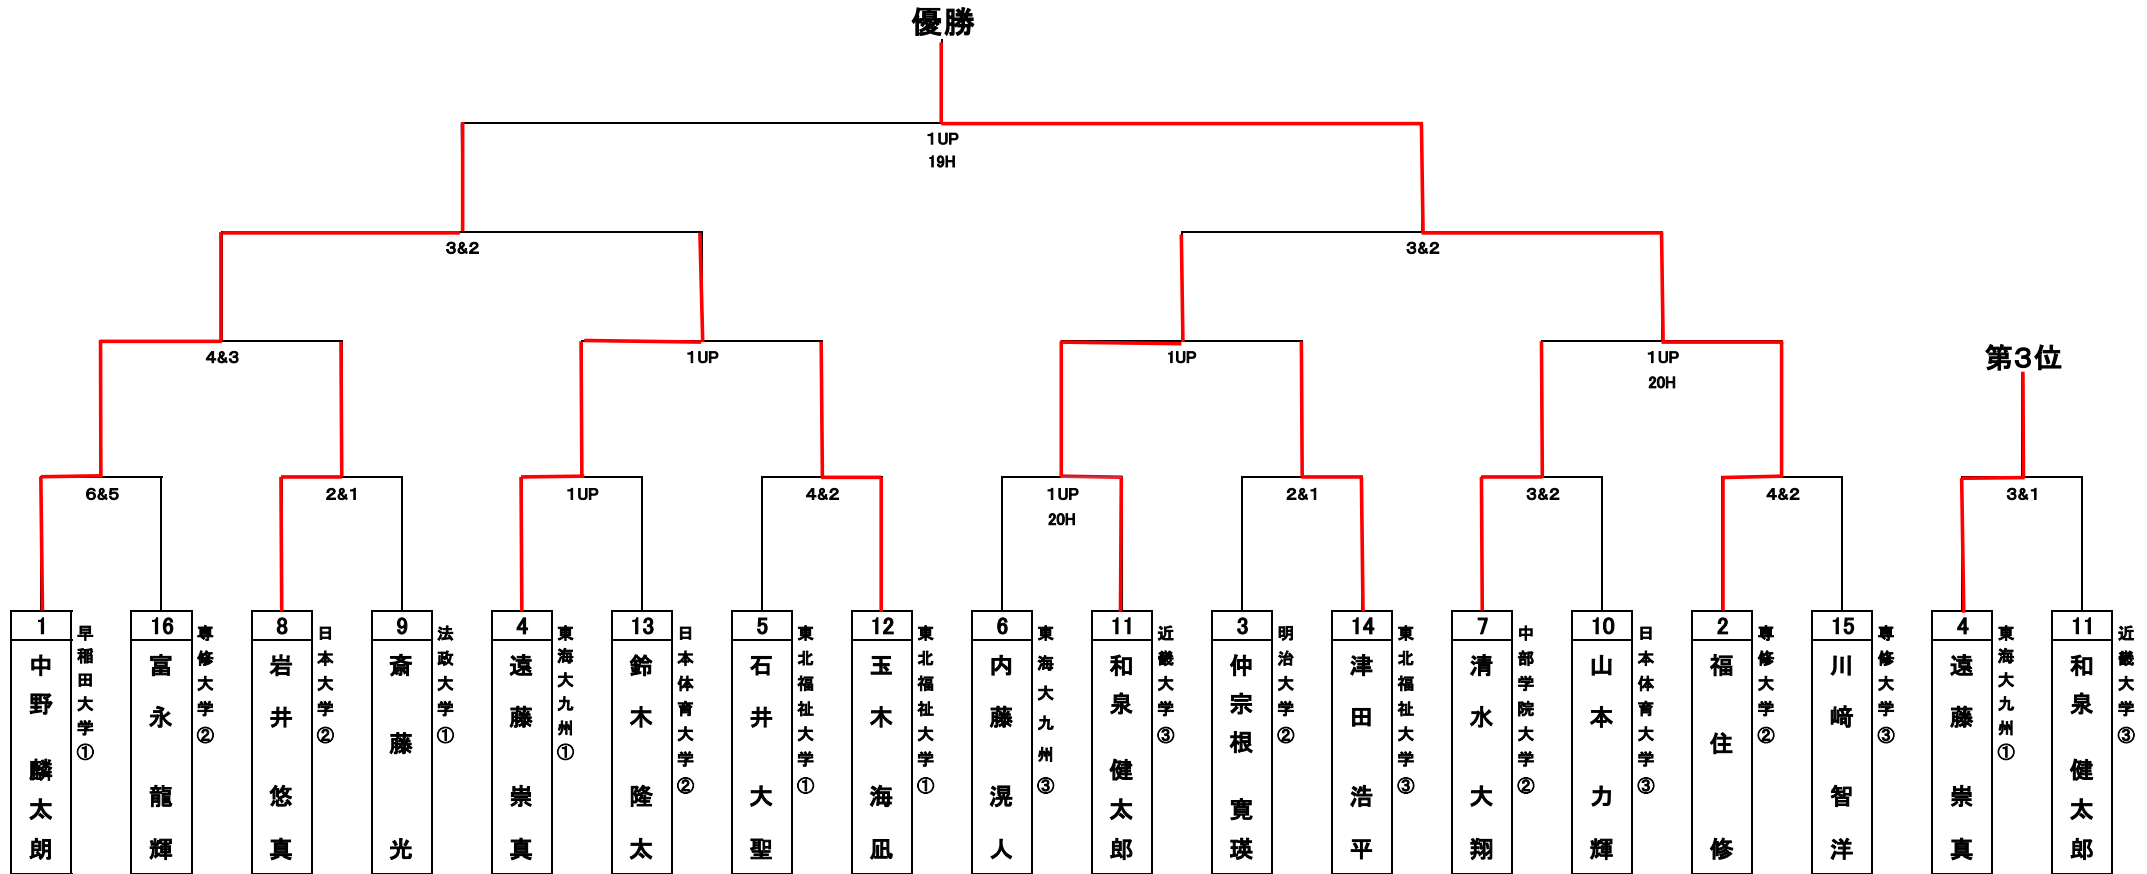 優勝
1UP
19H
3&2
3&2
4&3
1UP
1UP
1UP
20H
第3位
6&5
2&1
1UP
4&2
1UP
20H
2&1
3&2
4&2
3&1
1
中野 麟太朗
早稲田大学①
16
富永 龍輝
専修大学②
8
岩井 悠真
日本大学②
9
斎藤 光
法政大学①
4
遠藤 崇真
東海大九州①
13
鈴木 隆太
日本体育大学②
5
石井 大聖
東北福祉大学①
12
玉木 海凪
東北福祉大学①
6
内藤 滉人
東海大九州③
11
和泉 健太郎
近畿大学③
3
仲宗根 寛瑛
明治大学②
14
津田 浩平
東北福祉大学③
7
清水 大翔
中部学院大学②
10
山本 力輝
日本体育大学③
2
福住 修
専修大学②
15
川﨑 智洋
専修大学③
4
遠藤 崇真
東海大九州①
11
和泉 健太郎
近畿大学③